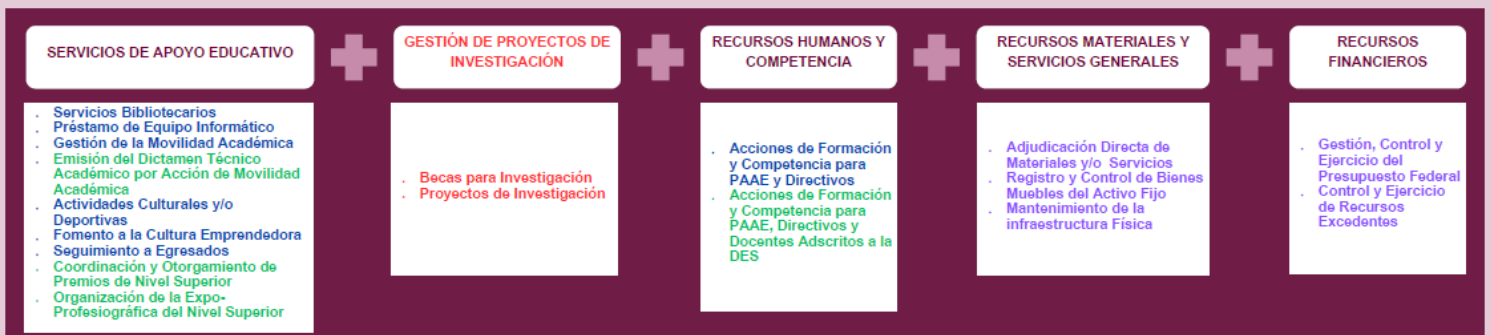 SERVICIOS DE APOYO EDUCATIVO
. Servicios Bibliotecarios
. Préstamo de Equipo Informático
. Gestión de la Movilidad Académica
. Emisión del Dictamen Técnico
Académico por Acción de Movilidad
Académica
. Actividades Culturales y/o
Deportivas
. Fomento a la Cultura Emprendedora
. Seguimiento a Egresados
. Coordinación y Otorgamiento de
Premios de Nivel Superior
. Organización de la Expo-
Profesiográfica del Nivel Superior
GESTIÓN DE PROYECTOS DE
INVESTIGACIÓN
. Becas para Investigación
. Proyectos de Investigación
RECURSOS HUMANOS Y
COMPETENCIA
. Acciones de Formación
y Competencia para
PAAE y Directivos
. Acciones de Formación
y Competencia para
PAAE, Directivos y
Docentes Adscritos a la
DES
RECURSOS MATERIALES Y
SERVICIOS GENERALES
. Adjudicación Directa de
Materiales y/o Servicios
. Registro y Control de Bienes
Muebles del Activo Fijo
. Mantenimiento de la
infraestructura Física
RECURSOS
FINANCIEROS
. Gestión, Control y
Ejercicio del
Presupuesto Federal
. Control y Ejercicio
de Recursos
Excedentes